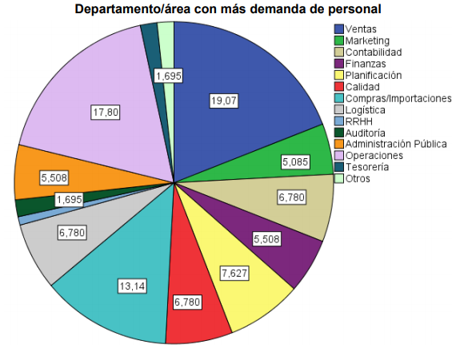 Departamento/área con más demanda de personal
Ventas
Marketing
Contabilidad
Finanzas
Planificación
Calidad
Compras/Importaciones
Logística
RRHH
Auditoría
Administración Pública
Operaciones
Tesorería
Otros
1,695
19,07
17,80
5,085
5,508
1,695
6,780
6,780
5,508
7,627
13,14
6,780